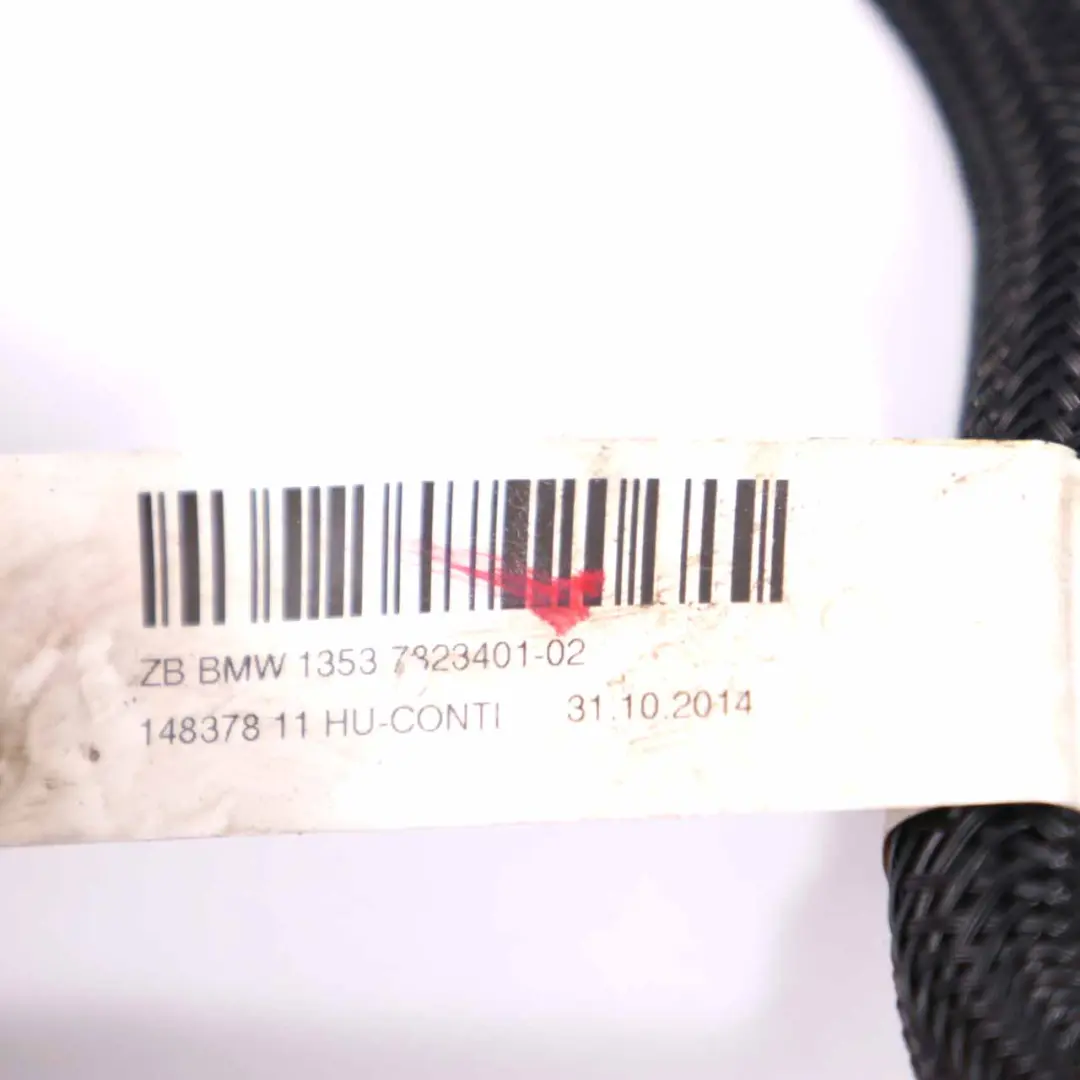 ZB BMW 1353 7823401-02
148378 11 HU-CONTI 31.10.2014